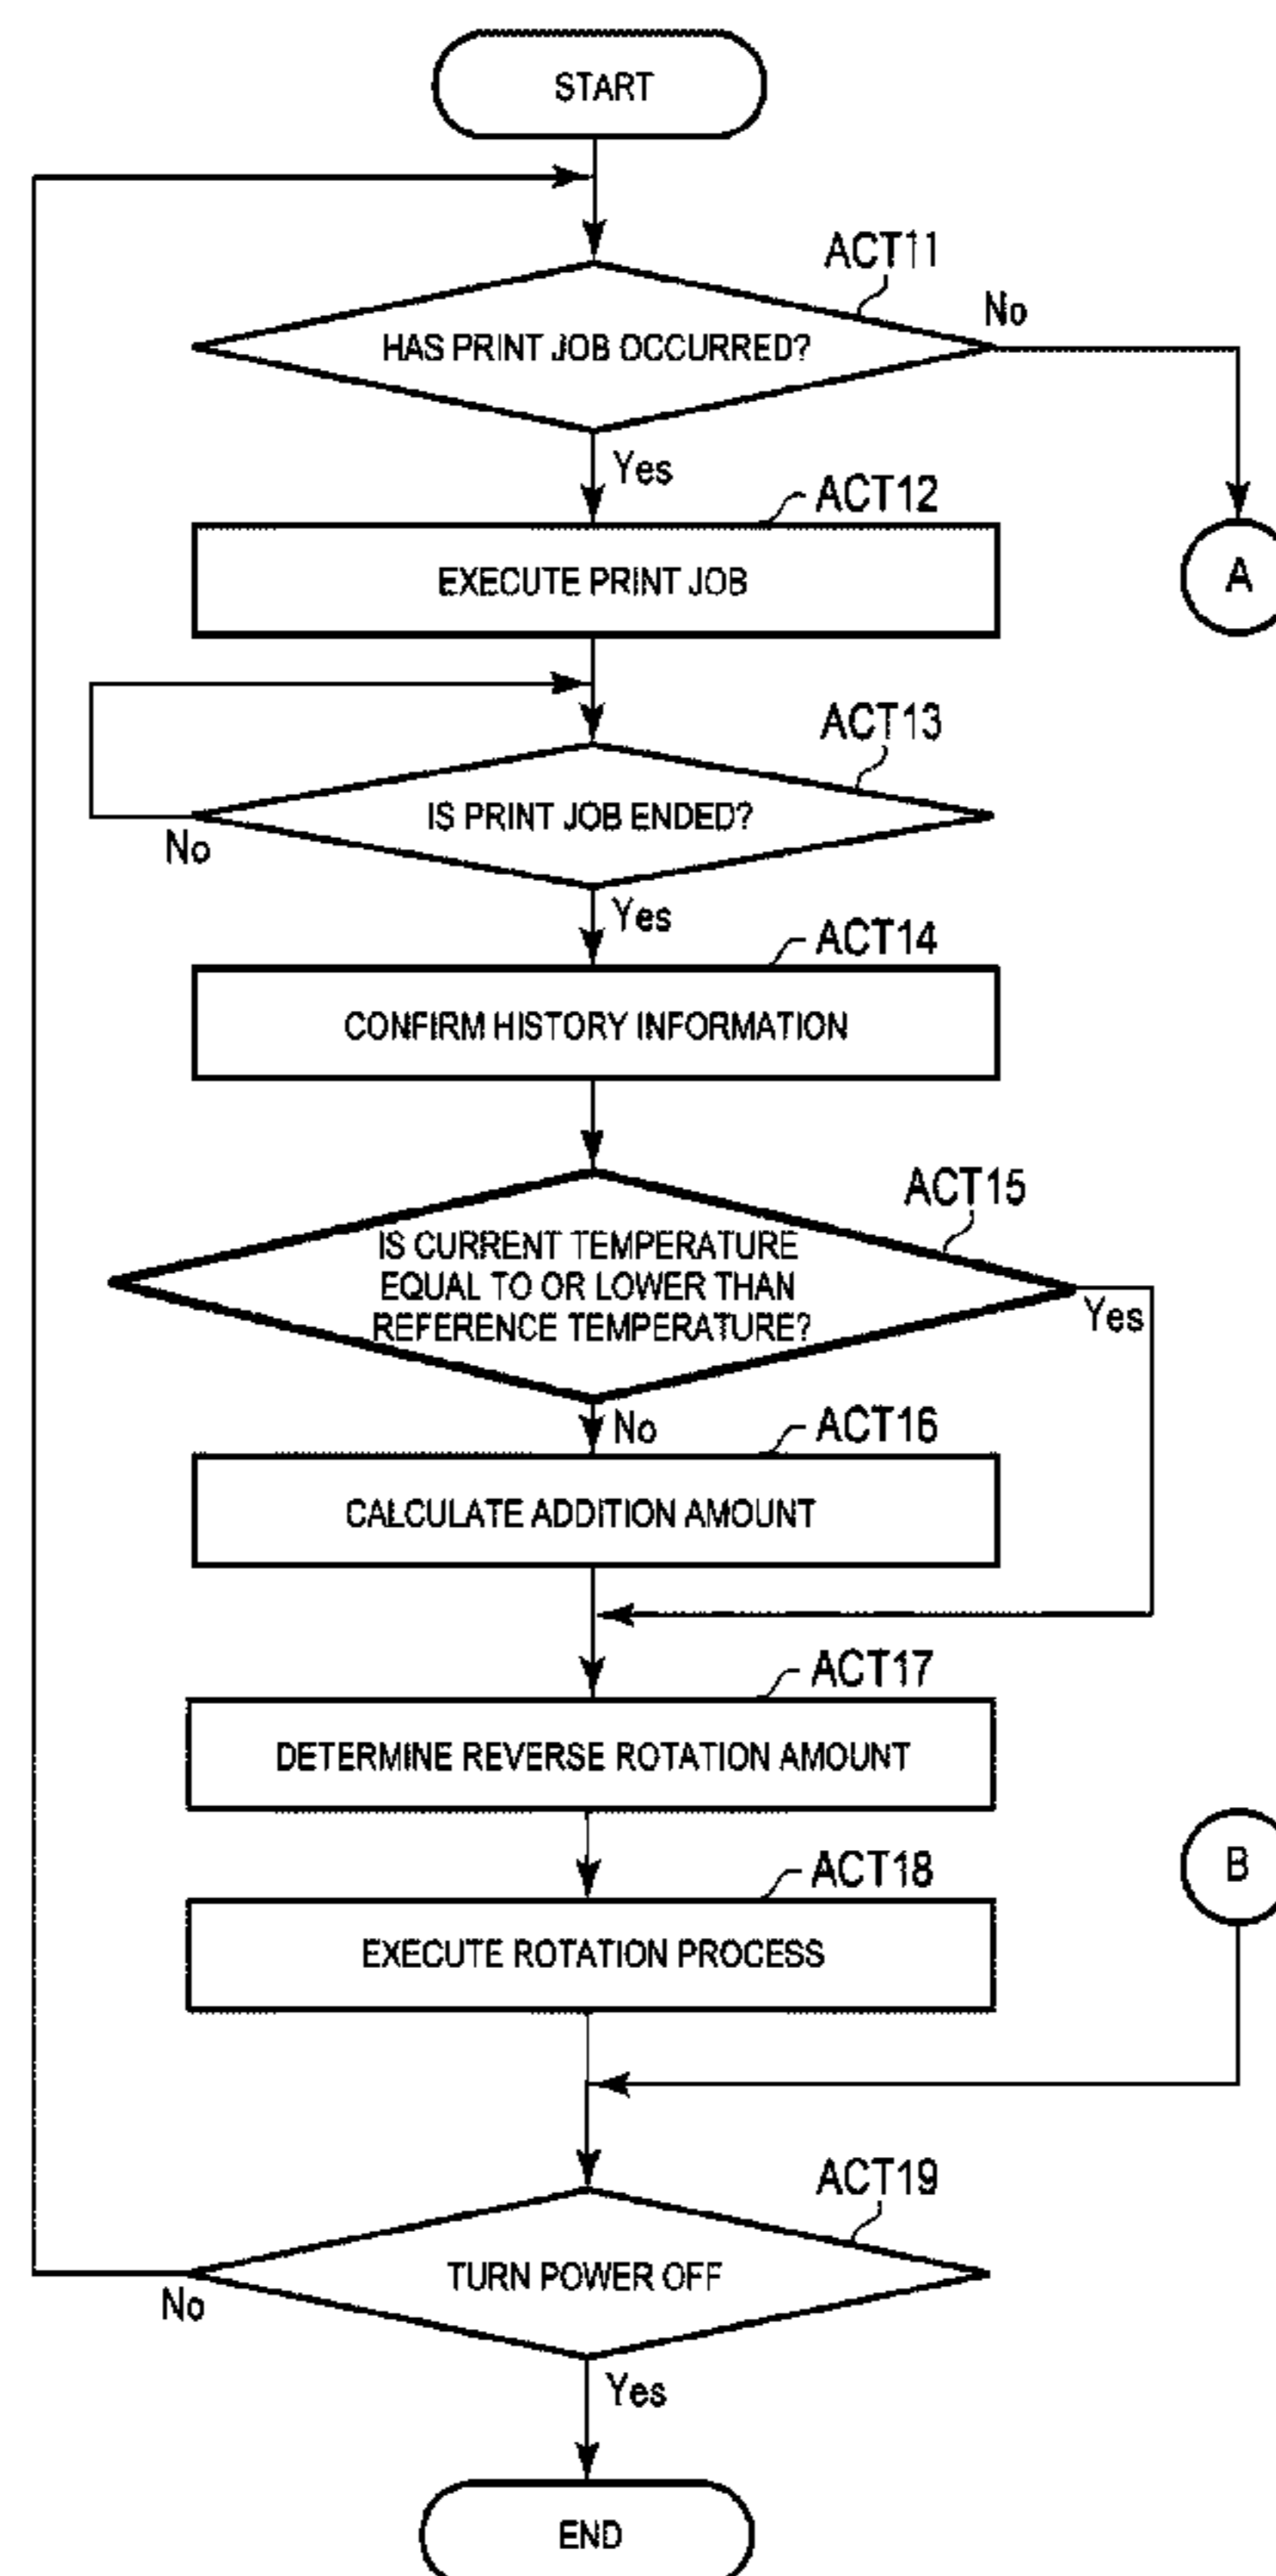 START
ACT11
No
HAS PRINT JOB OCCURRED?
Yes
ACT12
EXECUTE PRINT JOB
A
ACT13
IS PRINT JOB ENDED?
No
Yes
ACT14
CONFIRM HISTORY INFORMATION
ACT15
IS CURRENT TEMPERATURE
EQUAL TO OR LOWER THAN
REFERENCE TEMPERATURE?
Yes
No
ACT16
CALCULATE ADDITION AMOUNT
ACT17
DETERMINE REVERSE ROTATION AMOUNT
ACT18
EXECUTE ROTATION PROCESS
B
ACT19
TURN POWER OFF
No
Yes
END